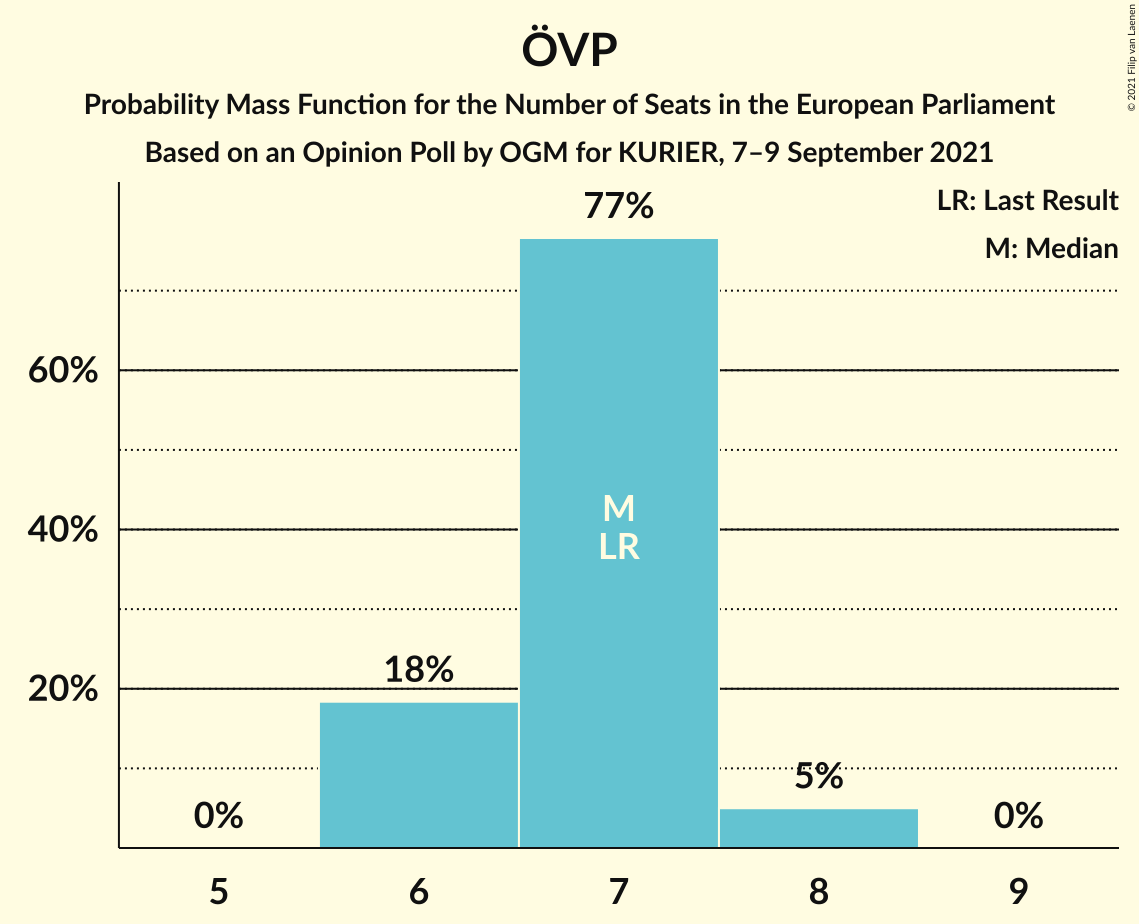 ÖVP
Probability Mass Function for the Number of Seats in the European Parliament
Based on an Opinion Poll by OGM for KURIER, 7–9 September 2021
© 2021 Filip van Laenen
LR: Last Result
M: Median
77%
60%
M
40%
LR
18%
20%
5%
0%
0%
5
6
7
8
9